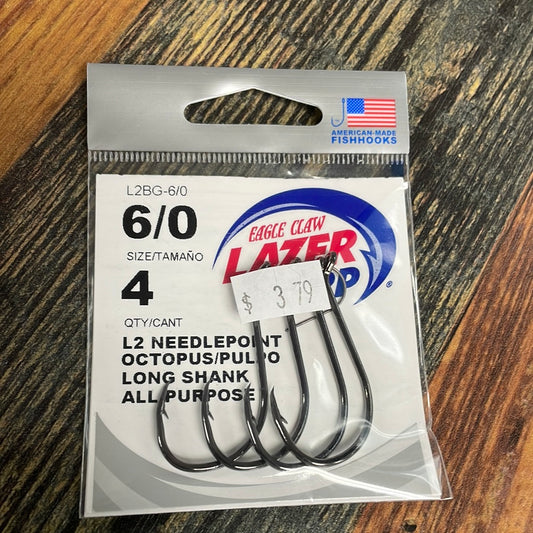 AMERICAN-MADE
FISHHOOKS
L2BG-6/0
6/0
SIZE/TAMAÑO
4
QTY/CANT
EAGLE CLAW
LAZER
$ 3 79
L2 NEEDLEPOINT
OCTOPUS/PULPO
LONG SHANK
ALL PURPOSE